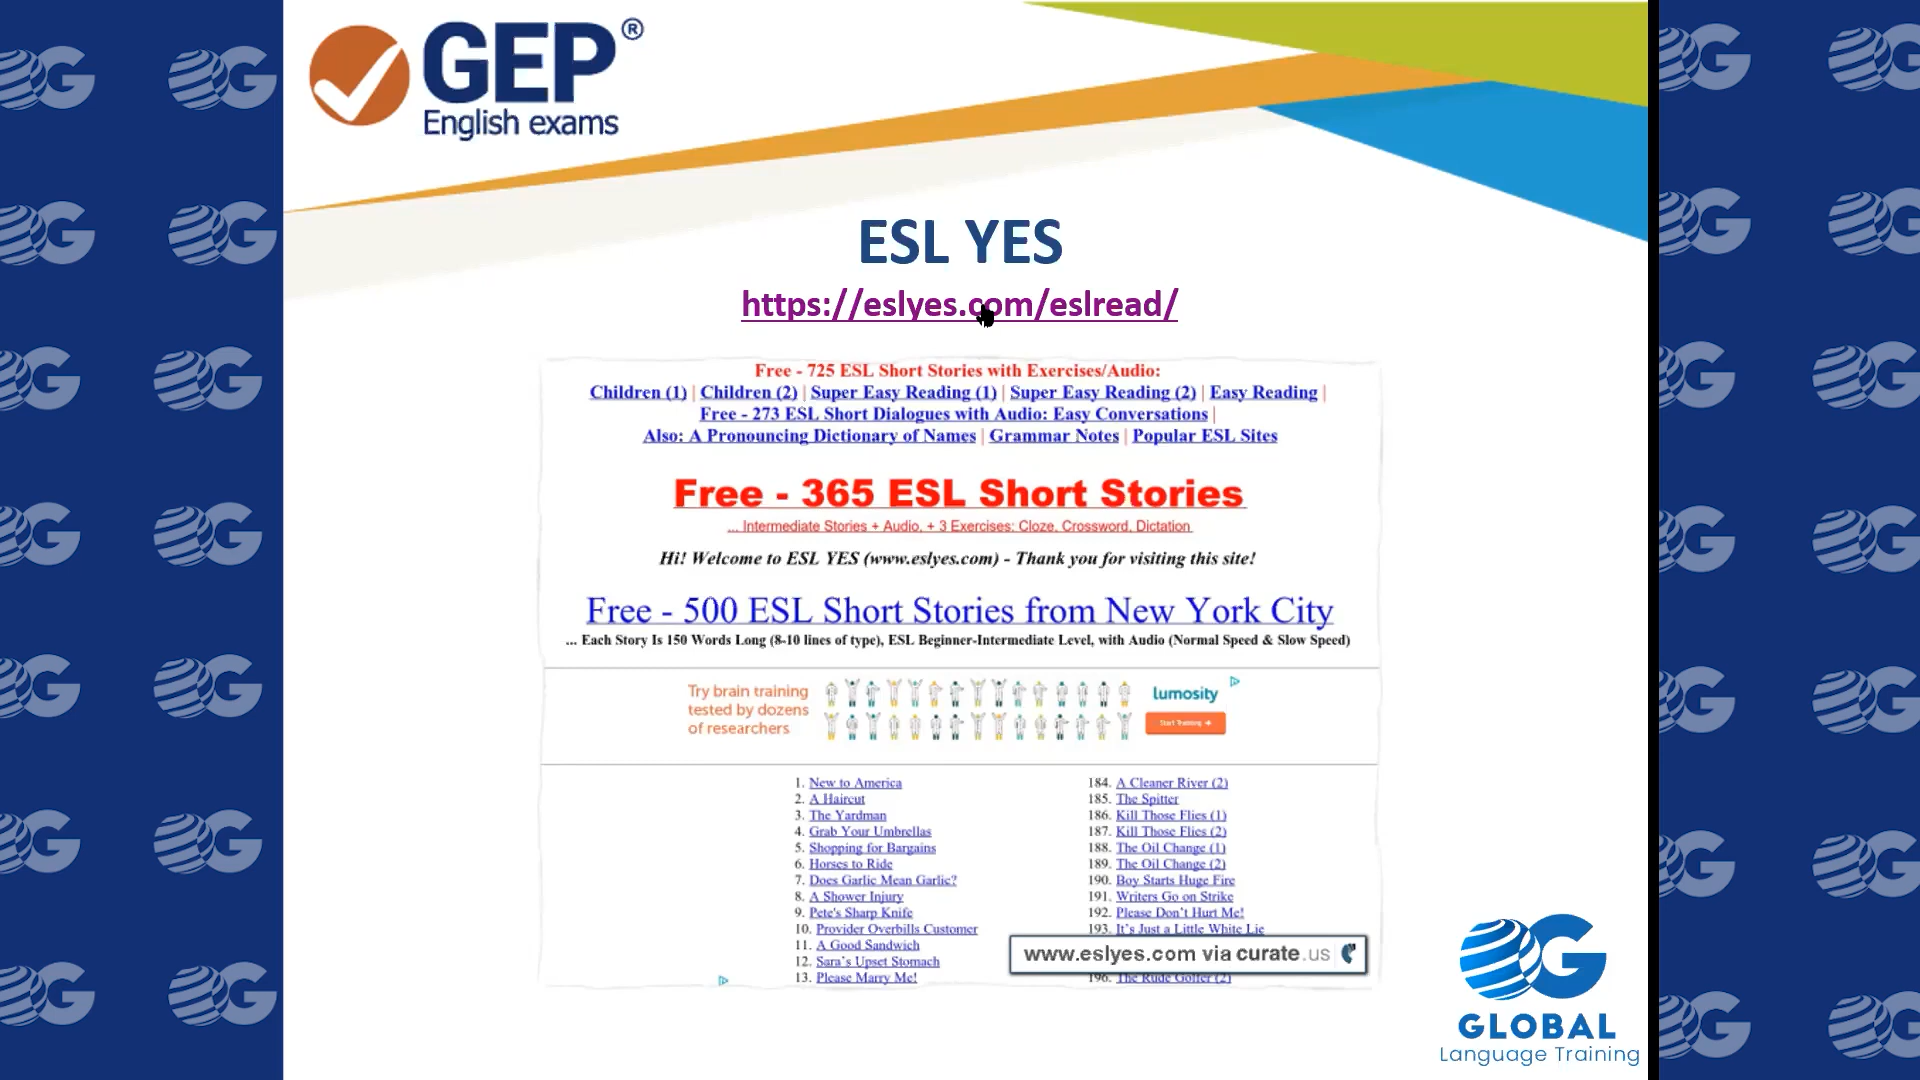 GEP®
English exams
ESL YES
https://eslyes.com/eslread/
Free - 725 ESL Short Stories with Exercises/Audio:
Children (1) | Children (2) | Super Easy Reading (1) | Super Easy Reading (2) | Easy Reading |
Free - 273 ESL Short Dialogues with Audio: Easy Conversations |
Also: A Pronouncing Dictionary of Names | Grammar Notes | Popular ESL Sites
Free - 365 ESL Short Stories
... Intermediate Stories + Audio, + 3 Exercises: Cloze, Crossword, Dictation
Hi! Welcome to ESL YES (www.eslyes.com) - Thank you for visiting this site!
Free - 500 ESL Short Stories from New York City
... Each Story Is 150 Words Long (8-10 lines of type), ESL Beginner-Intermediate Level, with Audio (Normal Speed & Slow Speed)
Try brain training
tested by dozens
of researchers
lumosity
Start Training
1. New to America
2. A Haircut
3. The Yardman
4. Grab Your Umbrellas
5. Shopping for Bargains
6. Horses to Ride
7. Does Garlic Mean Garlic?
8. A Shower Injury
9. Pete's Sharp Knife
10. Provider Overbills Customer
11. A Good Sandwich
12. Sara's Upset Stomach
13. Please Marry Me!
184. A Cleaner River (2)
185. The Spitter
186. Kill Those Flies (1)
187. Kill Those Flies (2)
188. The Oil Change (1)
189. The Oil Change (2)
190. Boy Starts Huge Fire
191. Writers Go on Strike
192. Please Don't Hurt Me!
193. It's Just a Little White Lie
www.eslyes.com via curate.us
196. The Rude Golfer (2)
G
GLOBAL
Language Training